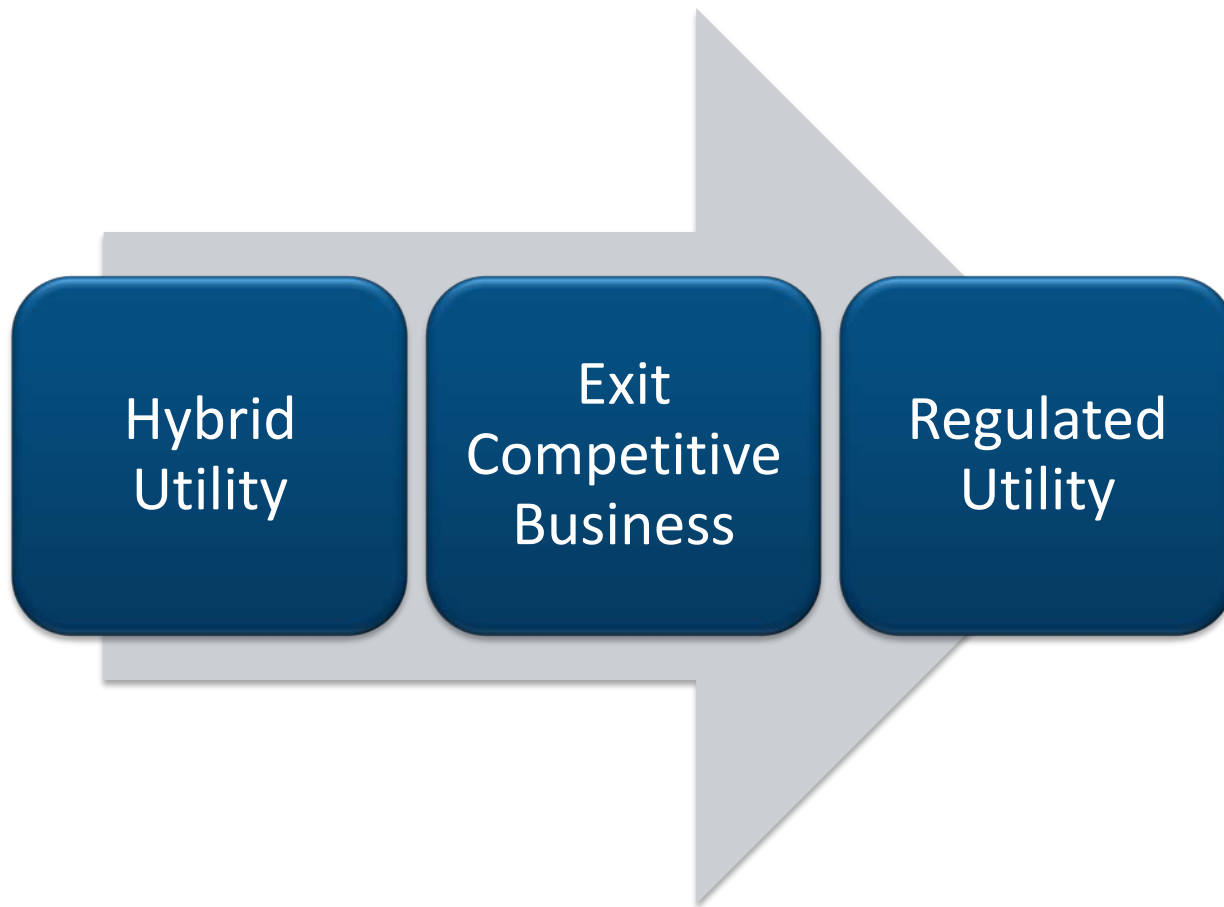 Hybrid
Utility
Exit
Competitive
Business
Regulated
Utility